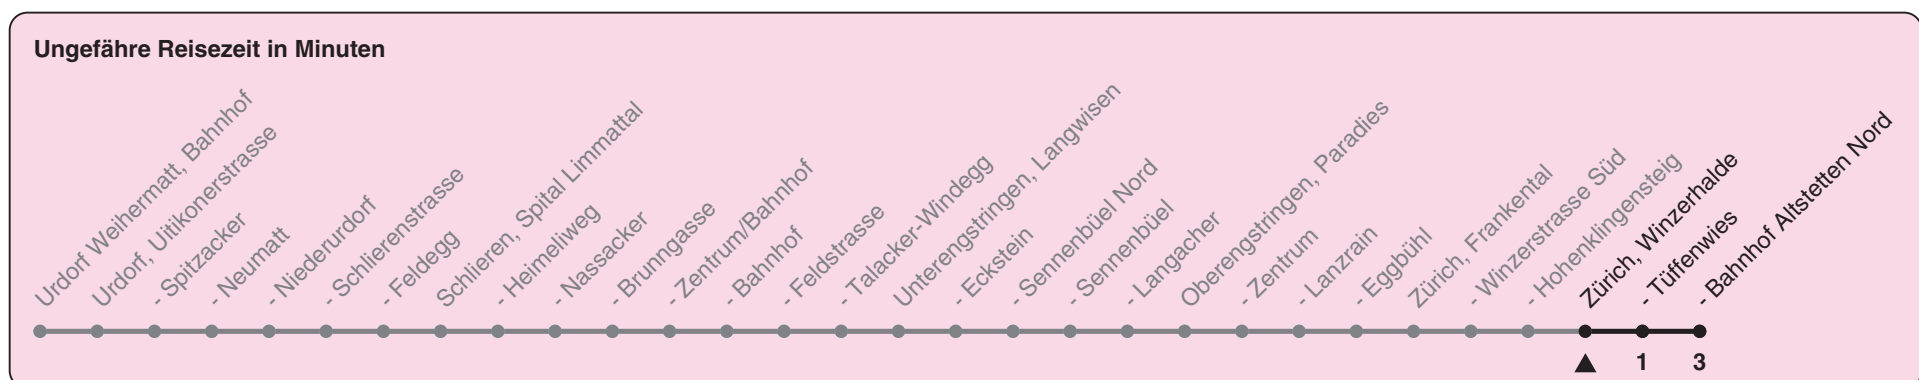 Ungefähre Reisezeit in Minuten
Urdorf Weihermatt, Bahnhof
Urdorf, Uitikonerstrasse
- Spitzacker
- Neumatt
- Niederurdorf
- Schlierenstrasse
- Feldegg
Schlieren, Spital Limmattal
- Heimeliweg
- Nassacker
- Brunngasse
- Zentrum/Bahnhof
- Bahnhof
- Feldstrasse
- Talacker-Windegg
Unterengstringen, Langwisen
- Eckstein
- Sennenbüel Nord
- Sennenbüel
- Langacher
Oberengstringen, Paradies
- Zentrum
- Lanzrain
- Eggbühl
Zürich, Frankental
- Winzerstrasse Süd
- Hohenklingensteig
Zürich, Winzerhalde
- Tüffenwies
- Bahnhof Altstetten Nord
1 3